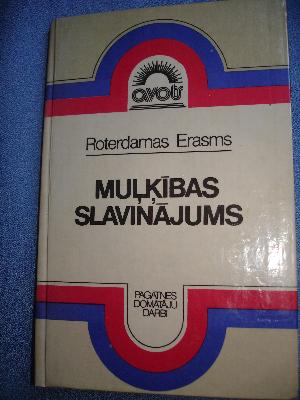 avots
Roterdamas Erasms
MUĻĶĪBAS
SLAVINĀJUMS
PAGĀTNES
DOMĀTĀJU
DARBI